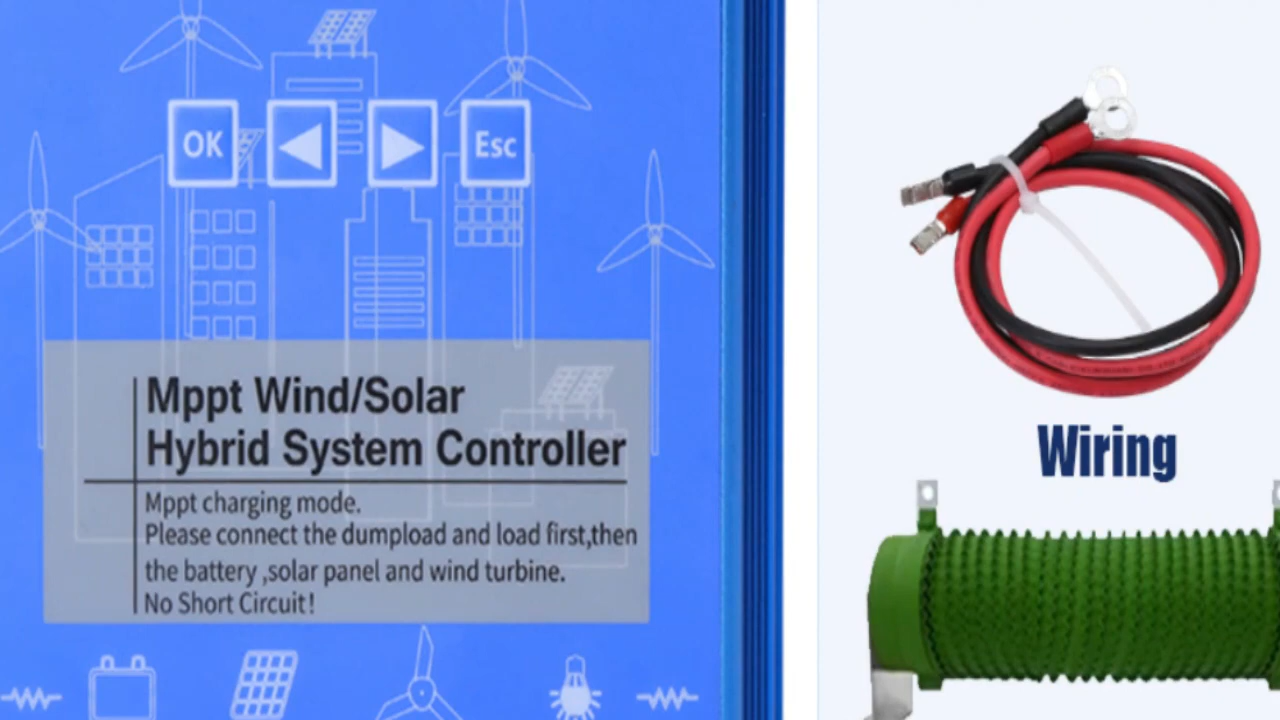 OK
Esc
Mppt Wind/Solar
Hybrid System Controller
Mppt charging mode.
Please connect the dumpload and load first,then
the battery ,solar panel and wind turbine.
No Short Circuit!
Wiring